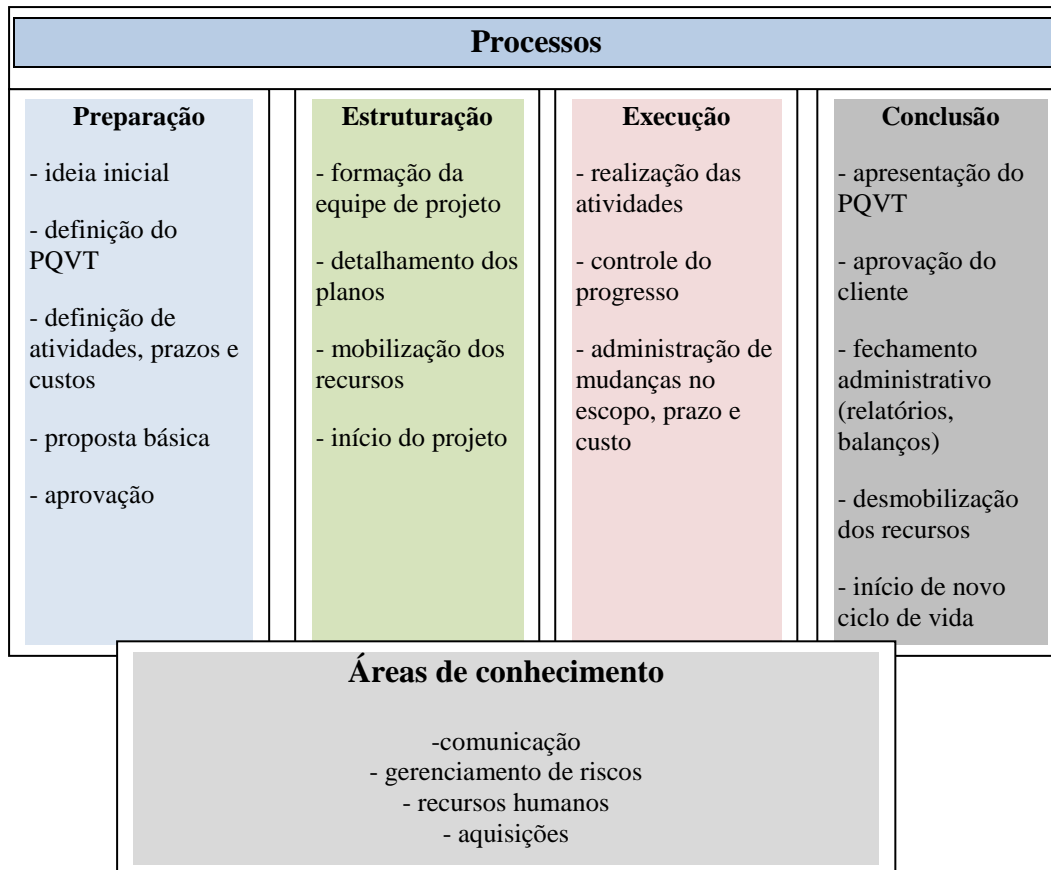 Processos
Preparação
- ideia inicial
- definição do
PQVT
- definição de
atividades, prazos e
custos
- proposta básica
- aprovação
Estruturação
- formação da
equipe de projeto
- detalhamento dos
planos
- mobilização dos
recursos
- início do projeto
Execução
- realização das
atividades
- controle do
progresso
- administração de
mudanças no
escopo, prazo e
custo
Conclusão
- apresentação do
PQVT
- aprovação do
cliente
- fechamento
administrativo
(relatórios,
balanços)
- desmobilização
dos recursos
- início de novo
ciclo de vida
Áreas de conhecimento
-comunicação
- gerenciamento de riscos
- recursos humanos
- aquisições